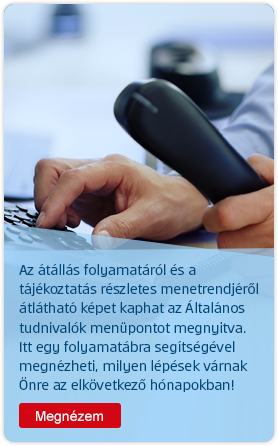 Az átállás folyamatáról és a
tájékoztatás részletes menetrendjéről
átlátható képet kaphat az Általános
tudnivalók menüpontot megnyitva.
Itt egy folyamatábra segítségével
megnézheti, milyen lépések várnak
Önre az elkövetkező hónapokban!
Megnézem